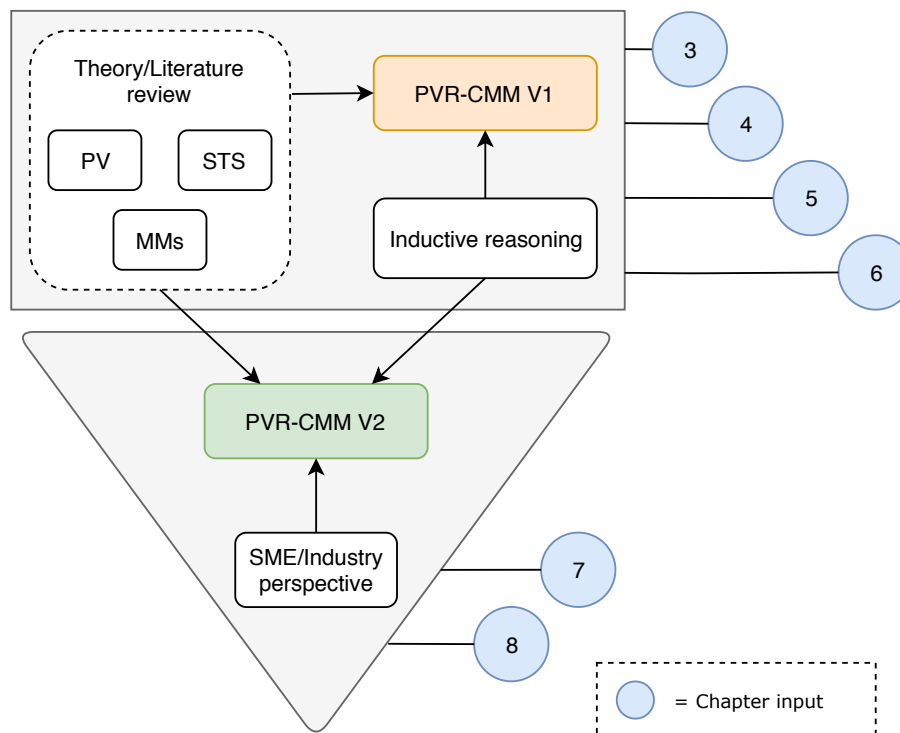 Theory/Literature
review
PV
STS
MMs
PVR-CMM V1
Inductive reasoning
3
4
5
6
PVR-CMM V2
SME/Industry
perspective
7
8
= Chapter input